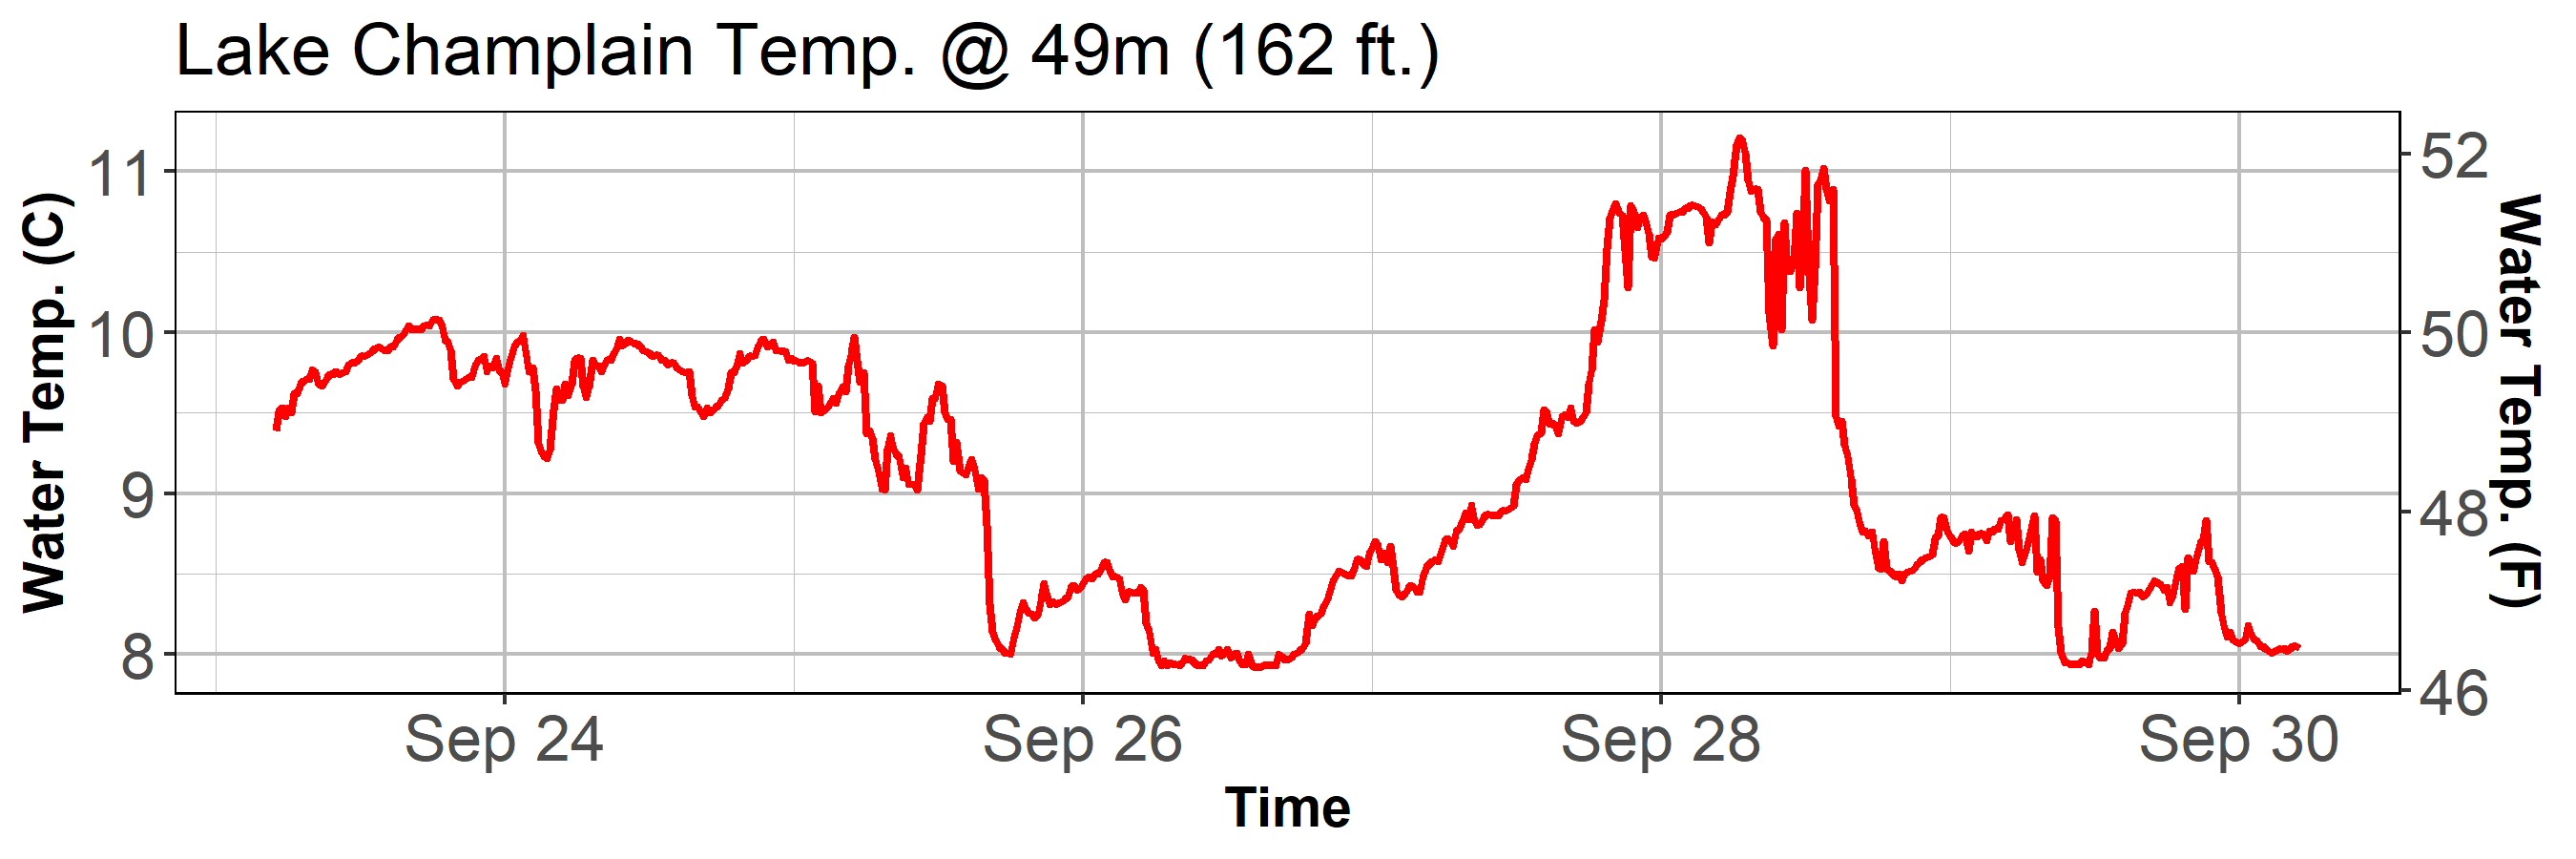 Lake Champlain Temp. @ 49m (162 ft.)
Water Temp. (C)
11
10
9
8
52
50
48
46
Water Temp. (F)
Sep 24 Sep 26 Sep 28 Sep 30
Time